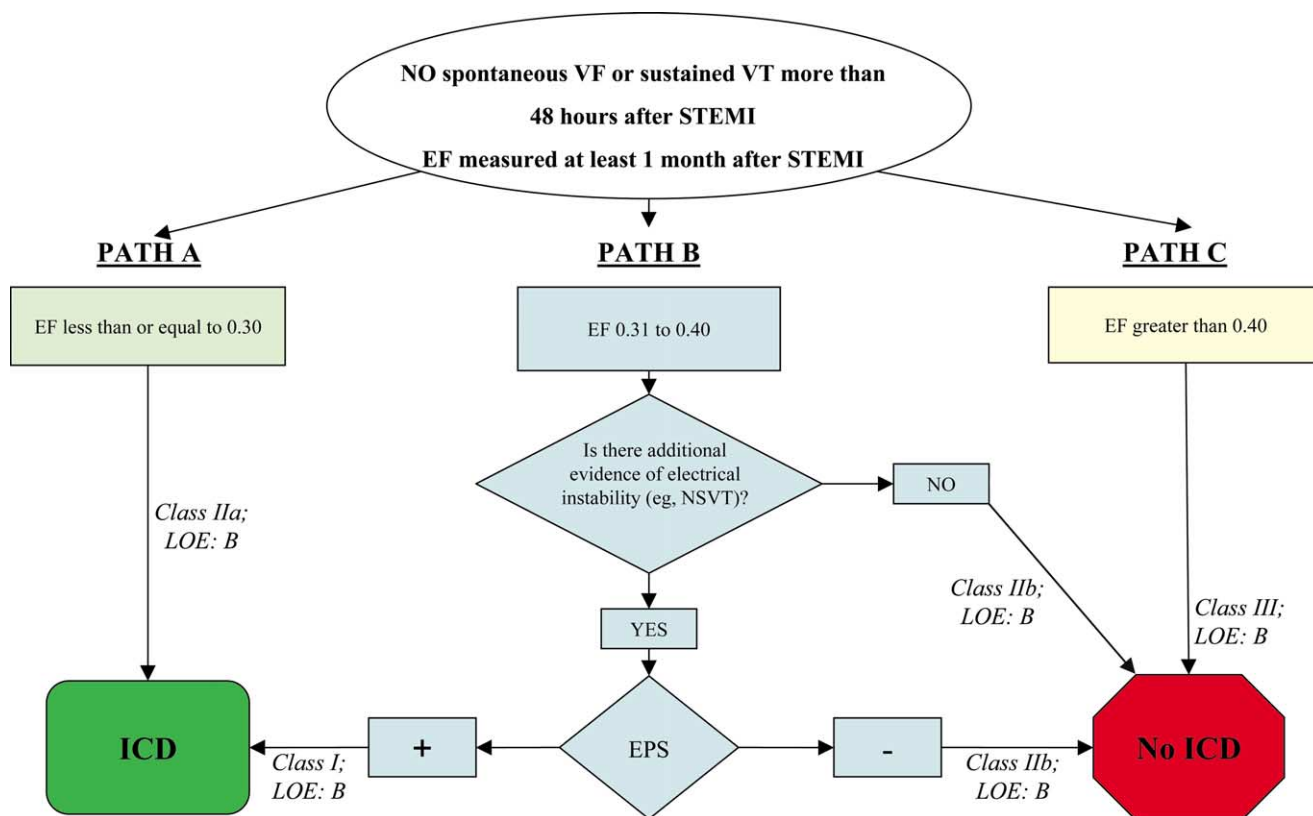 NO spontaneous VF or sustained VT more than
48 hours after STEMI
EF measured at least 1 month after STEMI
PATH A
PATH B
PATH C
EF less than or equal to 0.30
EF 0.31 to 0.40
EF greater than 0.40
Is there additional
evidence of electrical
instability (eg, NSVT)?
NO
Class IIa;
LOE: B
Class IIb;
LOE: B
Class III;
LOE: B
YES
ICD
+
EPS
-
No ICD
Class I;
LOE: B
Class IIb;
LOE: B